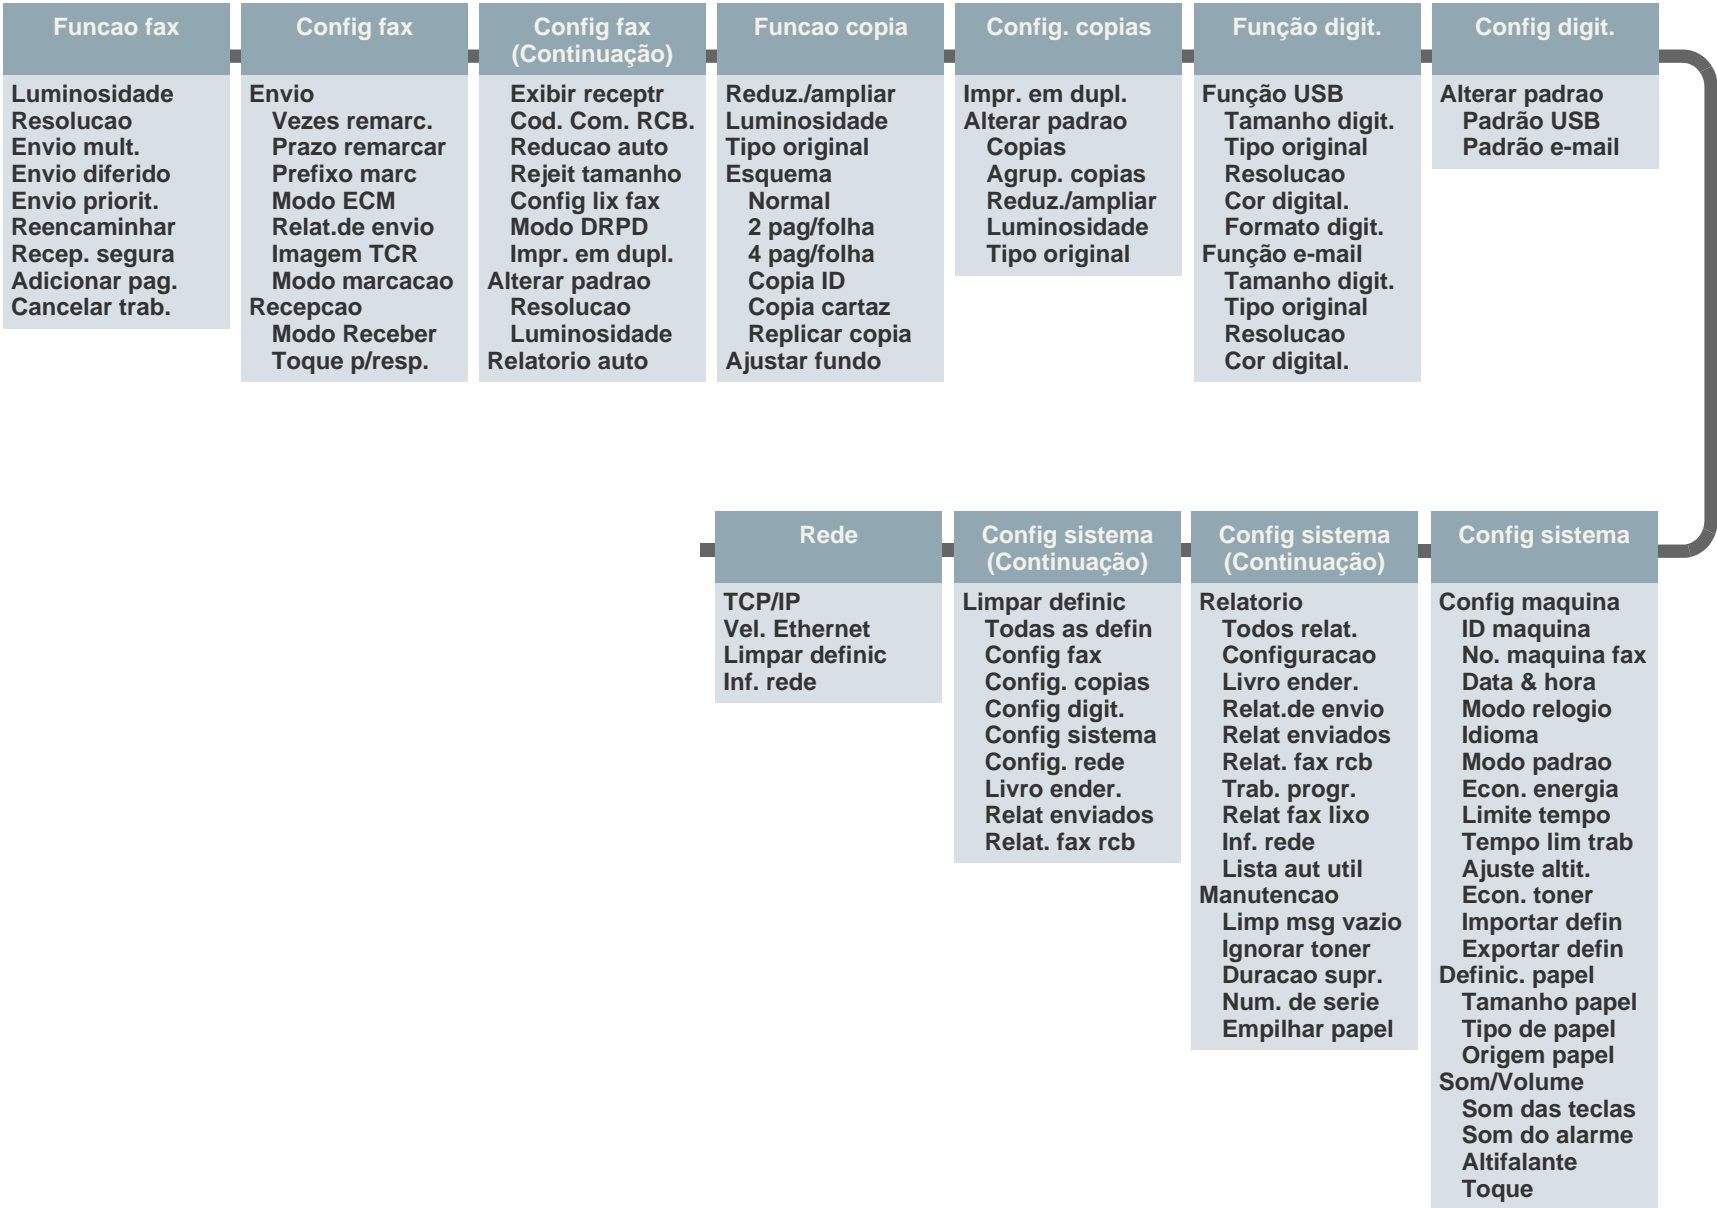 Funcao fax
Luminosidade
Resolucao
Envio mult.
Envio diferido
Envio priorit.
Reencaminhar
Recep. segura
Adicionar pag.
Cancelar trab.
Config fax
Envio
Vezes remarc.
Prazo remarcar
Prefixo marc
Modo ECM
Relat.de envio
Imagem TCR
Modo marcacao
Recepcao
Modo Receber
Toque p/resp.
Config fax
(Continuação)
Exibir receptr
Cod. Com. RCB.
Reducao auto
Rejeit tamanho
Config lix fax
Modo DRPD
Impr. em dupl.
Alterar padrao
Resolucao
Luminosidade
Relatorio auto
Funcao copia
Reduz./ampliar
Luminosidade
Tipo original
Esquema
Normal
2 pag/folha
4 pag/folha
Copia ID
Copia cartaz
Replicar copia
Ajustar fundo
Config. copias
Impr. em dupl.
Alterar padrao
Copias
Agrup. copias
Reduz./ampliar
Luminosidade
Tipo original
Função digit.
Função USB
Tamanho digit.
Tipo original
Resolucao
Cor digital.
Formato digit.
Função e-mail
Tamanho digit.
Tipo original
Resolucao
Cor digital.
Config digit.
Alterar padrao
Padrão USB
Padrão e-mail
Rede
TCP/IP
Vel. Ethernet
Limpar definic
Inf. rede
Config sistema
(Continuação)
Limpar definic
Todas as defin
Config fax
Config. copias
Config digit.
Config sistema
Config. rede
Livro ender.
Relat enviados
Relat. fax rcb
Config sistema
(Continuação)
Relatorio
Todos relat.
Configuracao
Livro ender.
Relat.de envio
Relat enviados
Relat. fax rcb
Trab. progr.
Relat fax lixo
Inf. rede
Lista aut util
Manutencao
Limp msg vazio
Ignorar toner
Duracao supr.
Num. de serie
Empilhar papel
Config sistema
Config maquina
ID maquina
No. maquina fax
Data & hora
Modo relogio
Idioma
Modo padrao
Econ. energia
Limite tempo
Tempo lim trab
Ajuste altit.
Econ. toner
Importar defin
Exportar defin
Definic. papel
Tamanho papel
Tipo de papel
Origem papel
Som/Volume
Som das teclas
Som do alarme
Altifalante
Toque